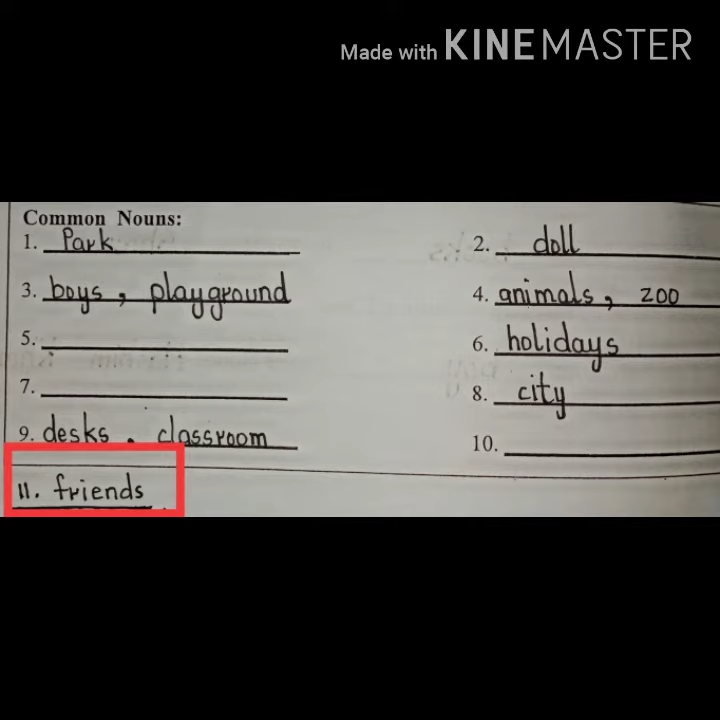 Made with KINEMASTER
Common Nouns:
1. Park
2. doll
3. boys, playground
4. animals, zoo
5.
6. holidays
7.
8. city
9. desks, classroom
10.
11. friends